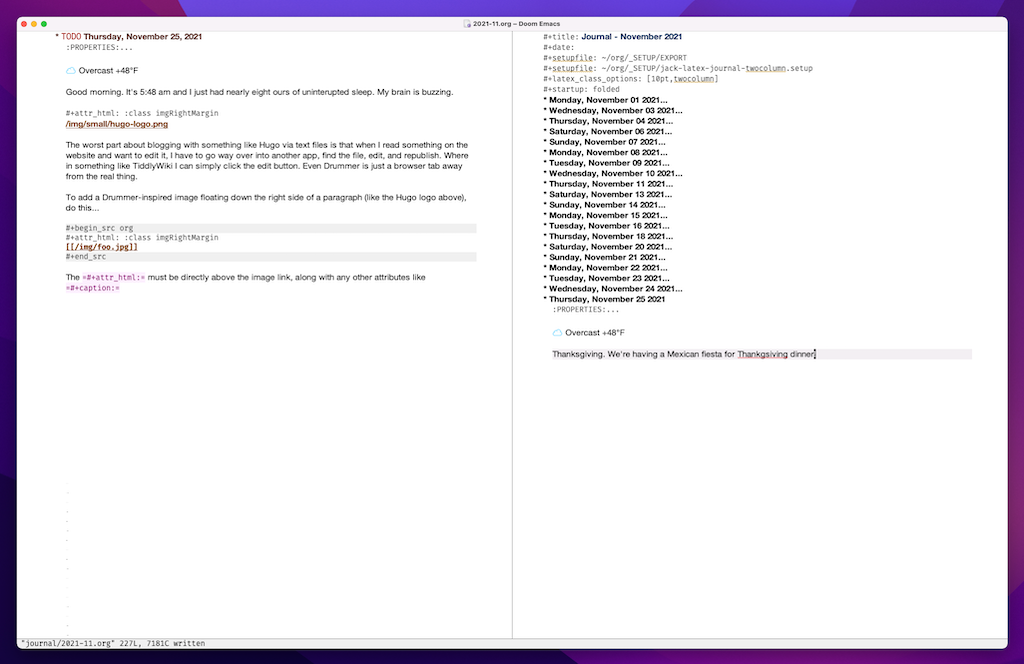 2021-11.org – Doom Emacs
* TODO Thursday, November 25, 2021
:PROPERTIES:...
Overcast +48°F
Good morning. It's 5:48 am and I just had nearly eight ours of uninterupted sleep. My brain is buzzing.
#+attr_html: :class imgRightMargin
/img/small/hugo-logo.png
The worst part about blogging with something like Hugo via text files is that when I read something on the
website and want to edit it, I have to go way over into another app, find the file, edit, and republish. Where
in something like TiddlyWiki I can simply click the edit button. Even Drummer is just a browser tab away
from the real thing.
To add a Drummer-inspired image floating down the right side of a paragraph (like the Hugo logo above),
do this...
#+begin_src org
#+attr_html: :class imgRightMargin
[[/img/foo.jpg]]
#+end_src
The =#+attr_html:= must be directly above the image link, along with any other attributes like
=#+caption:=
#+title: Journal - November 2021
#+date:
#+setupfile: ~/org/_SETUP/EXPORT
#+setupfile: ~/org/_SETUP/jack-latex-journal-twocolumn.setup
#+latex_class_options: [10pt,twocolumn]
#+startup: folded
* Monday, November 01 2021...
* Wednesday, November 03 2021...
* Thursday, November 04 2021...
* Saturday, November 06 2021...
* Sunday, November 07 2021...
* Monday, November 08 2021...
* Tuesday, November 09 2021...
* Wednesday, November 10 2021...
* Thursday, November 11 2021...
* Saturday, November 13 2021...
* Sunday, November 14 2021...
* Monday, November 15 2021...
* Tuesday, November 16 2021...
* Thursday, November 18 2021...
* Saturday, November 20 2021...
* Sunday, November 21 2021...
* Monday, November 22 2021...
* Tuesday, November 23 2021...
* Wednesday, November 24 2021...
* Thursday, November 25 2021
:PROPERTIES:...
Overcast +48°F
Thanksgiving. We're having a Mexican fiesta for Thankgsiving dinner
"journal/2021-11.org" 227L, 7181C written